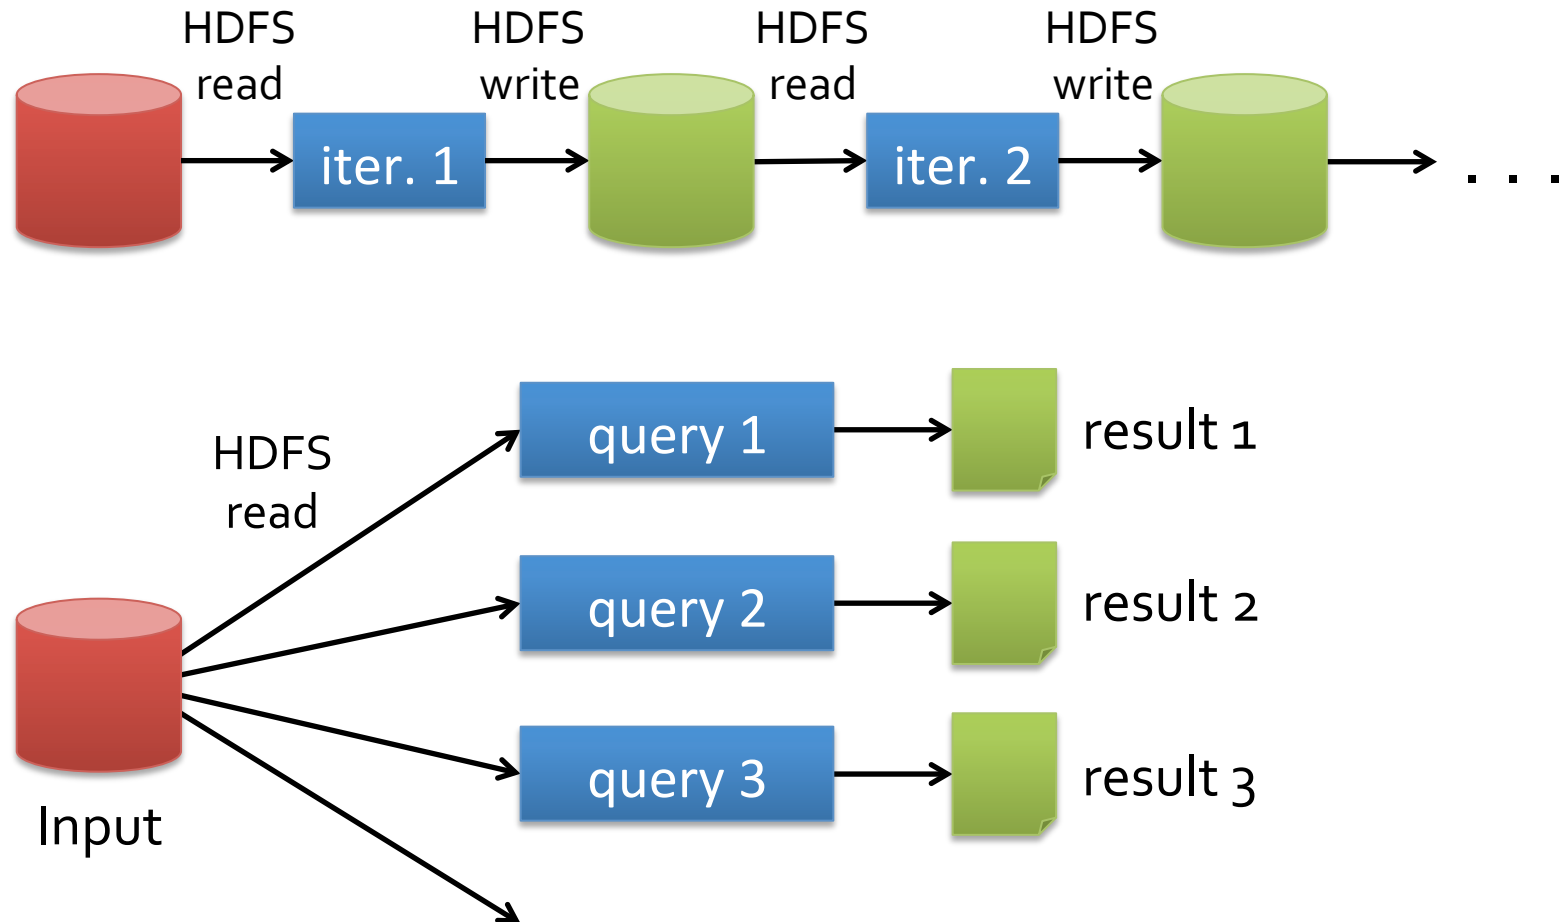 HDFS read
HDFS write
HDFS read
HDFS write
iter. 1
iter. 2
. . .
HDFS read
query 1
result 1
query 2
result 2
query 3
result 3
Input